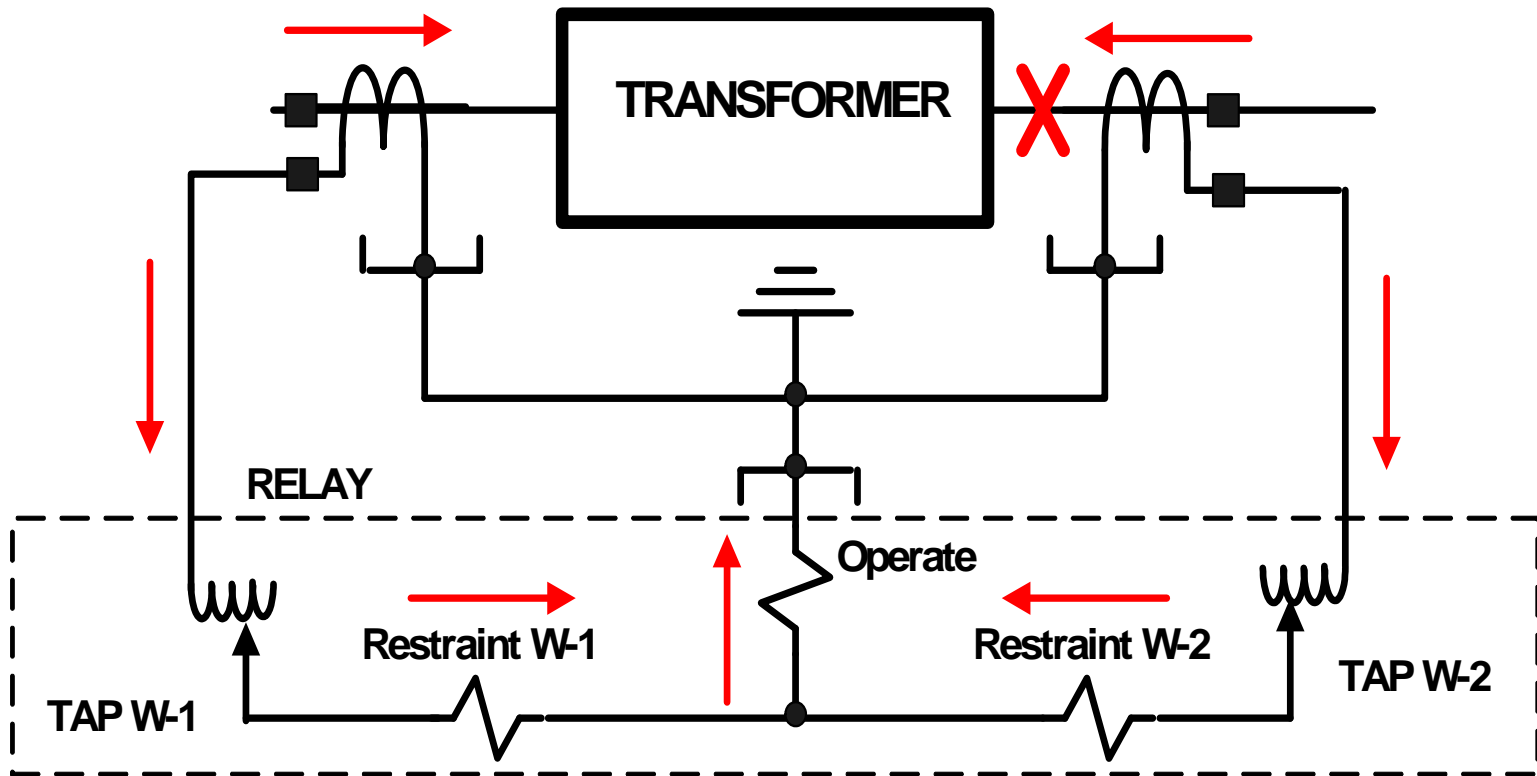 TRANSFORMER
RELAY
Operate
Restraint W-1
Restraint W-2
TAP W-1
TAP W-2